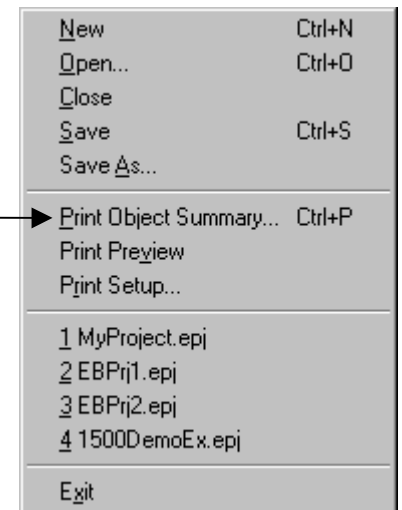 New Ctrl+N
Open... Ctrl+O
Close
Save Ctrl+S
Save As...
Print Object Summary... Ctrl+P
Print Preview
Print Setup...
1 MyProject.epj
2 EBPrj1.epj
3 EBPrj2.epj
4 1500DemoEx.epj
Exit